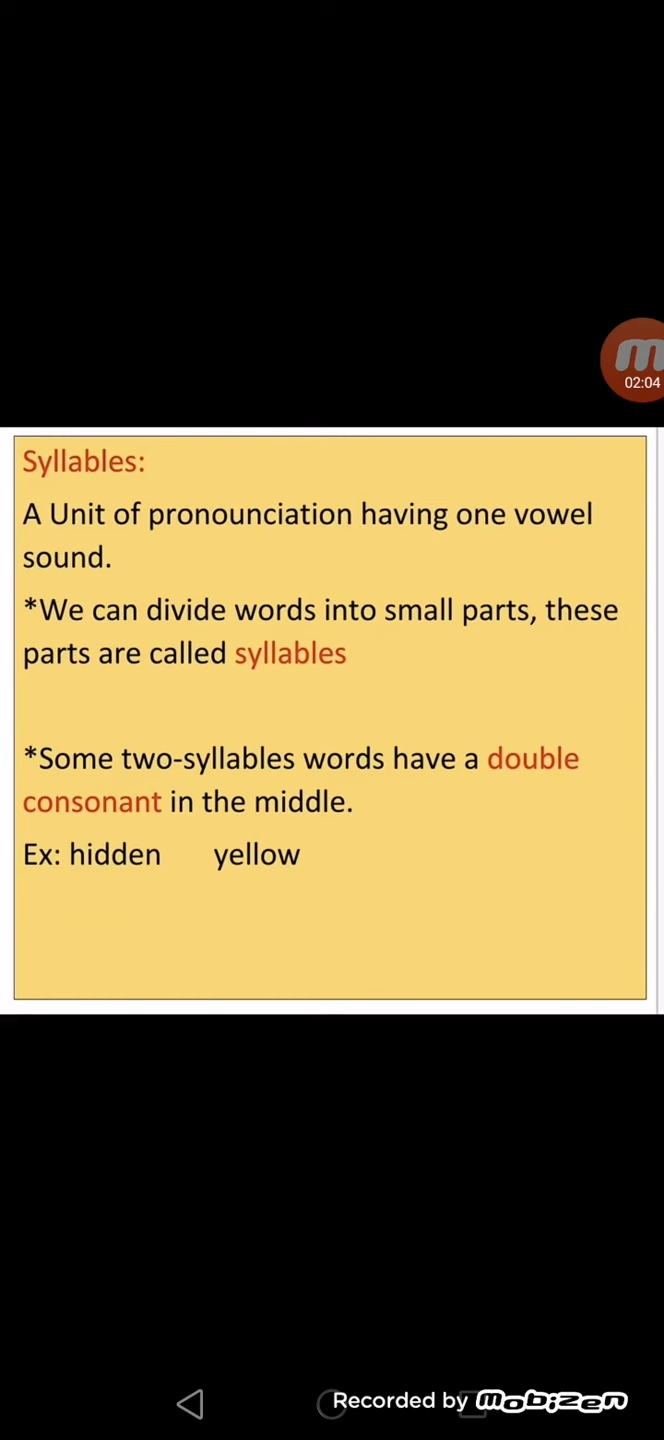 02:04
Syllables:
A Unit of pronounciation having one vowel
sound.
*We can divide words into small parts, these
parts are called syllables
*Some two-syllables words have a double
consonant in the middle.
Ex: hidden yellow
Recorded by mobizen